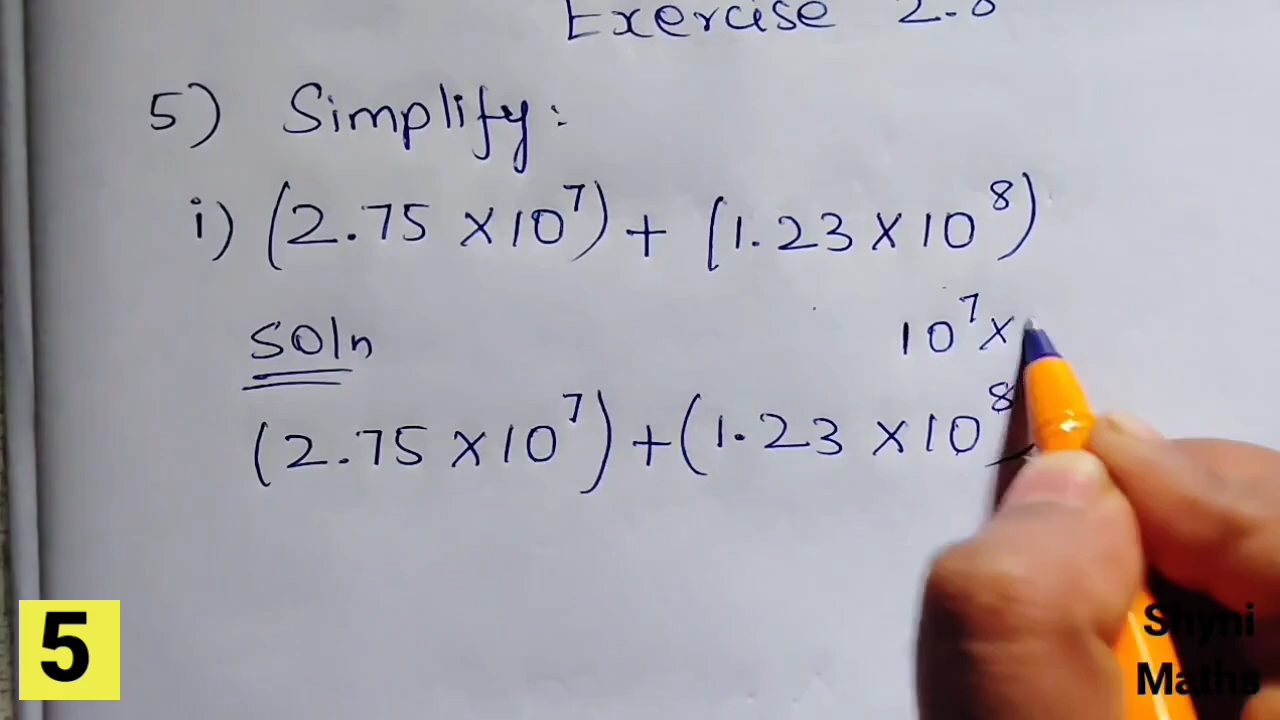 Exercise 2.8
5) Simplify:
i) (2.75 × 10⁷) + (1.23 × 10⁸)
Soln
10⁷ ×
(2.75 × 10⁷) + (1.23 × 10⁸)
5
Shyni
Maths